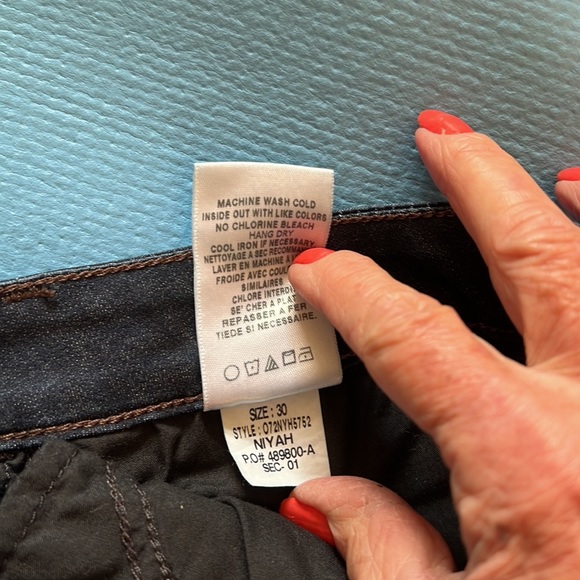 MACHINE WASH COLD
INSIDE OUT WITH LIKE COLORS
NO CHLORINE BLEACH
HANG DRY
COOL IRON IF NECESSARY
NETTOYAGE A SEC
LAVER EN MACHINE A
FROIDE AVEC
SIMILAIRES
CHLORE
SE' CHER A PLAT
REPASSER A FER
TIEDE SI NECESSAIRE.
SIZE : 30
STYLE : 072NYH5752
NIYAH
P.O# 489800-A
SEC- 01